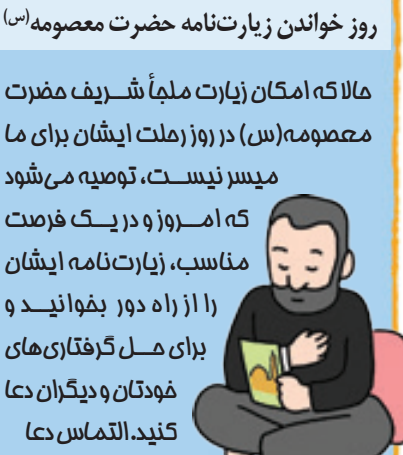 روز خواندن زیارت‌نامه حضرت معصومه(س)
حالا که امکان زیارت ملجأ شریف حضرت
معصومه(س) در روز رحلت ایشان برای ما
میسر نیست، توصیه می‌شود
که امروز و در یک فرصت
مناسب، زیارت‌نامه ایشان
را از راه دور بخوانید و
برای حل گرفتاری‌های
خودتان و دیگران دعا
کنید. التماس دعا